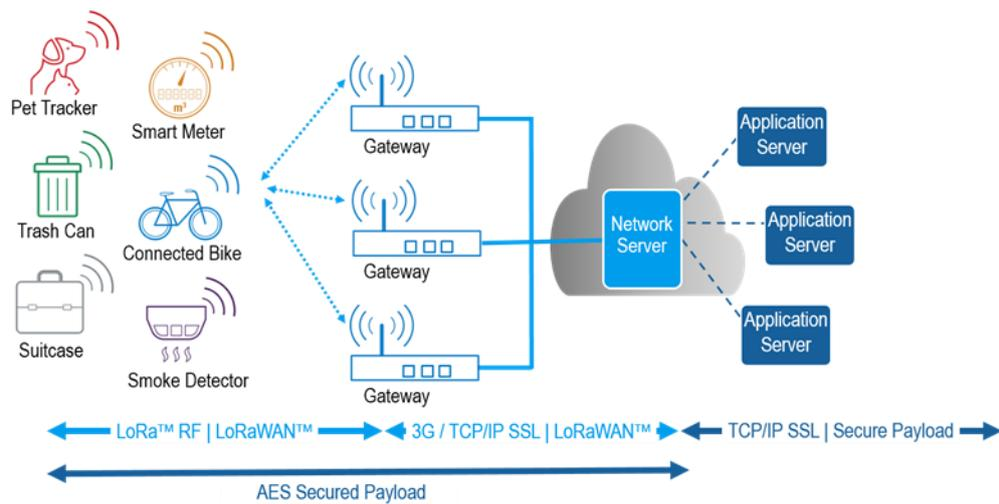 Pet Tracker
Smart Meter
m³
Trash Can
Connected Bike
Suitcase
Smoke Detector
Gateway
Gateway
Gateway
Network
Server
Application
Server
Application
Server
Application
Server
LoRa™ RF | LoRaWAN™
3G / TCP/IP SSL | LoRaWAN™
TCP/IP SSL | Secure Payload
AES Secured Payload